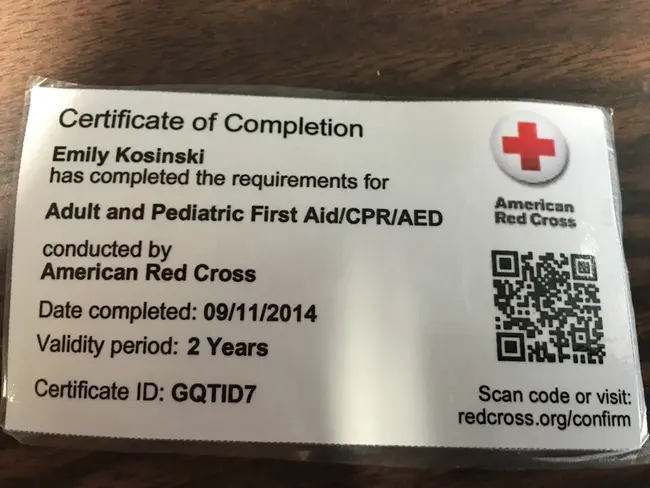 Certificate of Completion
Emily Kosinski
has completed the requirements for
Adult and Pediatric First Aid/CPR/AED
conducted by
American Red Cross
Date completed: 09/11/2014
Validity period: 2 Years
Certificate ID: GQTID7
American
Red Cross
Scan code or visit:
redcross.org/confirm